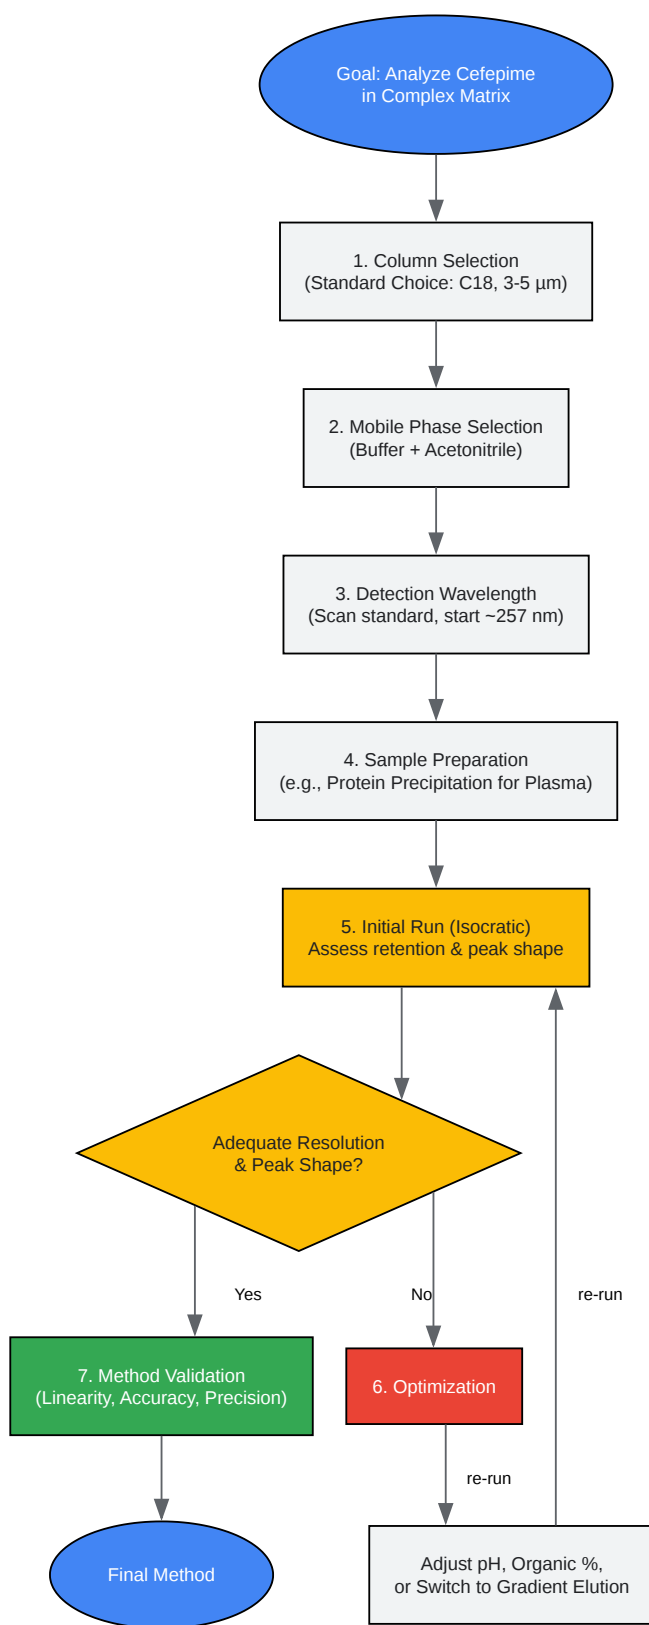 Goal: Analyze Cefepime
in Complex Matrix
1. Column Selection
(Standard Choice: C18, 3-5 µm)
2. Mobile Phase Selection
(Buffer + Acetonitrile)
3. Detection Wavelength
(Scan standard, start ~257 nm)
4. Sample Preparation
(e.g., Protein Precipitation for Plasma)
5. Initial Run (Isocratic)
Assess retention & peak shape
Adequate Resolution
& Peak Shape?
Yes
No
re-run
7. Method Validation
(Linearity, Accuracy, Precision)
6. Optimization
re-run
Final Method
Adjust pH, Organic %,
or Switch to Gradient Elution